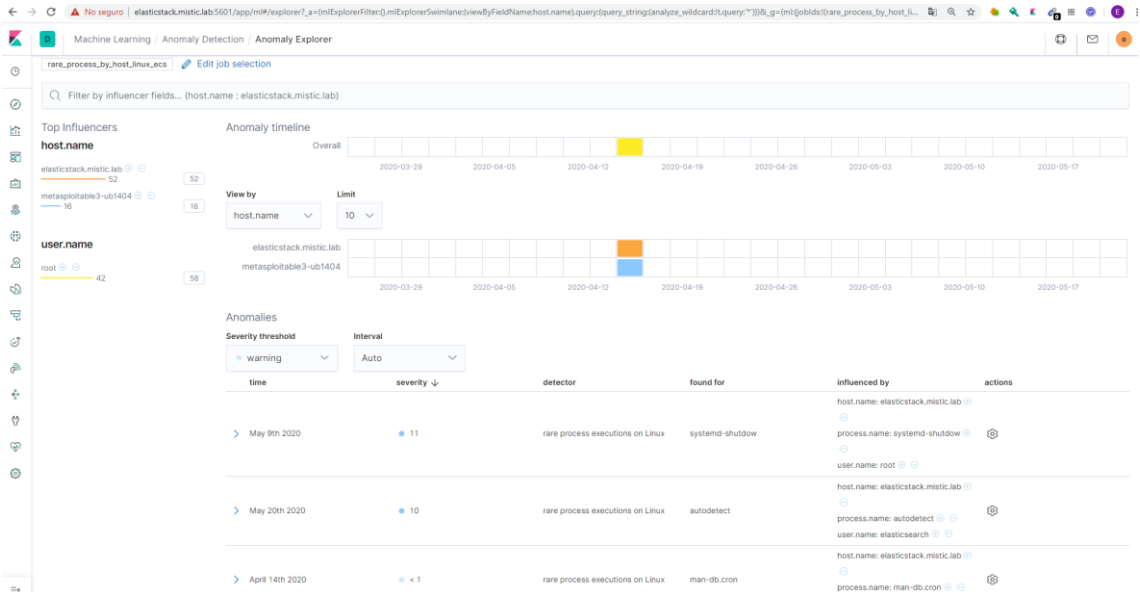 No seguro
elasticstack.mistic.lab:5601/app/ml#/explorer?_a=(mlExplorerFilter:(),mlExplorerSwimlane:(viewByFieldName:host.name),query:(query_string:(analyze_wildcard:!t,query:'*')))&_g=(ml:(jobIds:!(rare_process_by_host_li...
E
D
Machine Learning / Anomaly Detection / Anomaly Explorer
e
rare_process_by_host_linux_ecs
Edit job selection
Filter by influencer fields... (host.name : elasticstack.mistic.lab)
Top Influencers
host.name
elasticstack.mistic.lab
52
52
metasploitable3-ub1404
16
16
user.name
root
42
58
Anomaly timeline
Overall
2020-03-29 2020-04-05 2020-04-12 2020-04-19 2020-04-26 2020-05-03 2020-05-10 2020-05-17
View by Limit
host.name 10
elasticstack.mistic.lab
metasploitable3-ub1404
2020-03-29 2020-04-05 2020-04-12 2020-04-19 2020-04-26 2020-05-03 2020-05-10 2020-05-17
Anomalies
Severity threshold Interval
warning Auto
time severity detector found for influenced by actions
host.name: elasticstack.mistic.lab
May 9th 2020 11 rare process executions on Linux systemd-shutdow process.name: systemd-shutdow
user.name: root
host.name: elasticstack.mistic.lab
May 20th 2020 10 rare process executions on Linux autodetect process.name: autodetect
user.name: elasticsearch
host.name: elasticstack.mistic.lab
April 14th 2020 < 1 rare process executions on Linux man-db.cron
process.name: man-db.cron